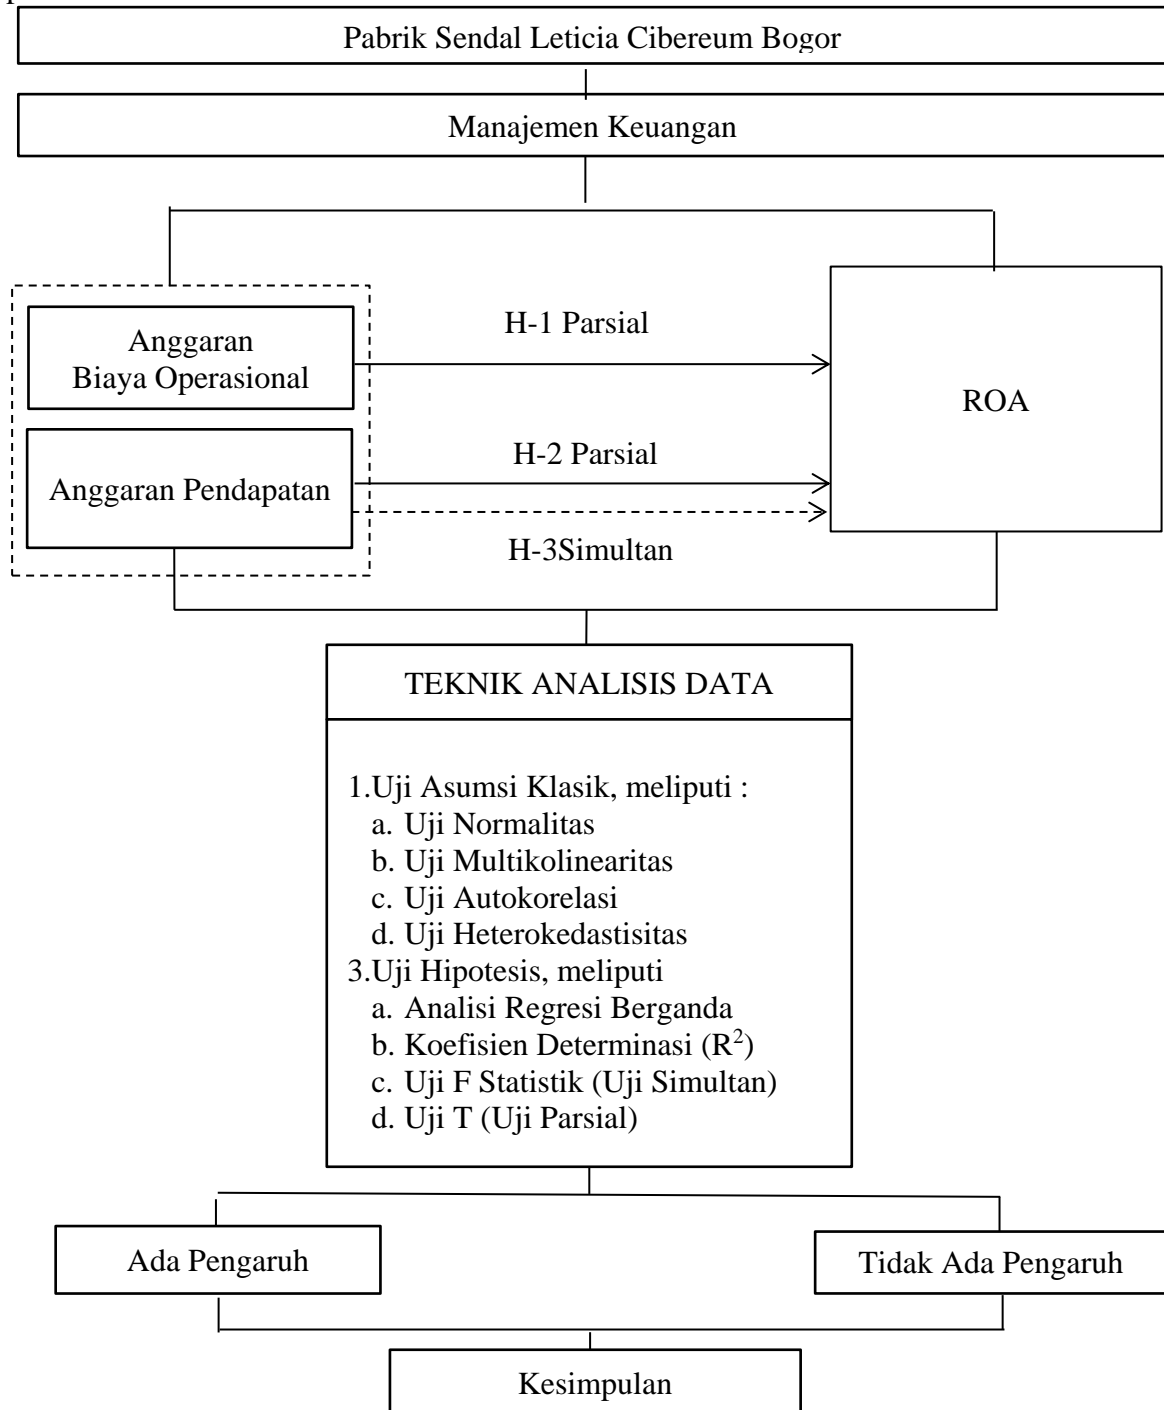 Pabrik Sendal Leticia Cibereum Bogor
Manajemen Keuangan
Anggaran
Biaya Operasional
H-1 Parsial
ROA
Anggaran Pendapatan
H-2 Parsial
H-3Simultan
TEKNIK ANALISIS DATA
1.Uji Asumsi Klasik, meliputi :
a. Uji Normalitas
b. Uji Multikolinearitas
c. Uji Autokorelasi
d. Uji Heterokedastisitas
3.Uji Hipotesis, meliputi
a. Analisi Regresi Berganda
b. Koefisien Determinasi (R²)
c. Uji F Statistik (Uji Simultan)
d. Uji T (Uji Parsial)
Ada Pengaruh
Tidak Ada Pengaruh
Kesimpulan